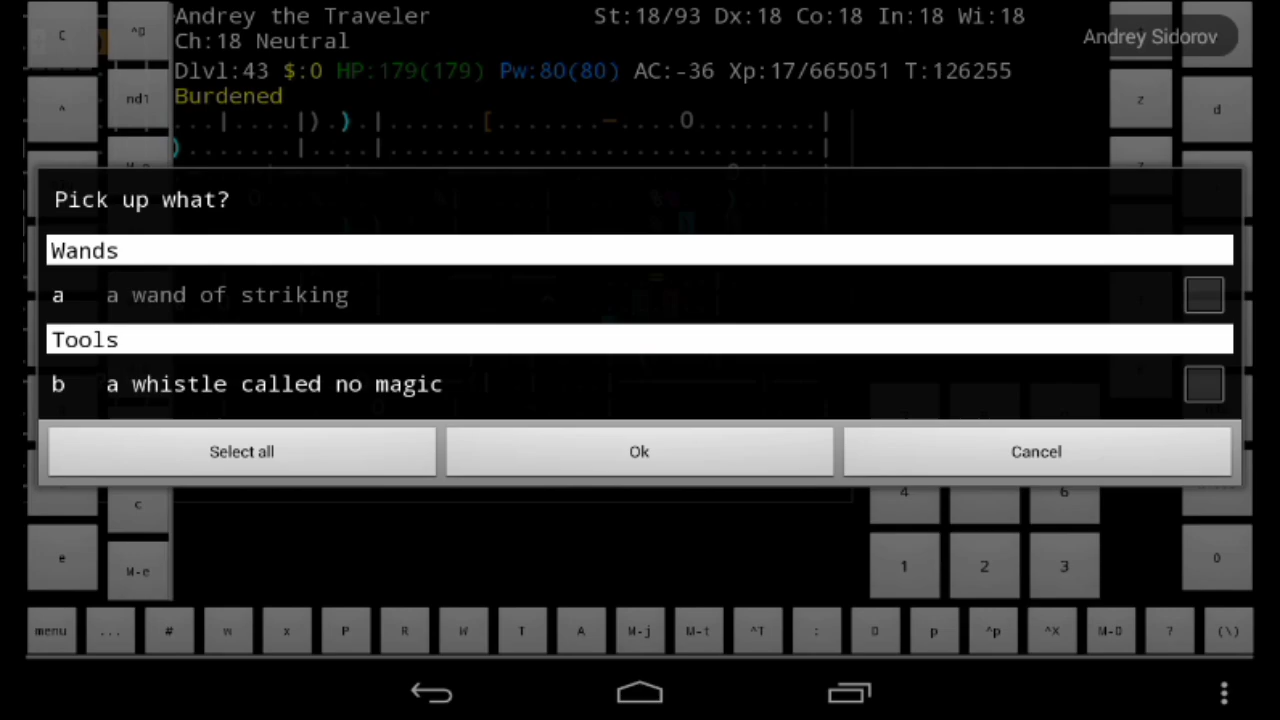 Andrey the Traveler St:18/93 Dx:18 Co:18 In:18 Wi:18
Ch:18 Neutral
Andrey Sidorov
Dlvl:43 $:0 HP:179(179) Pw:80(80) AC:-36 Xp:17/665051 T:126255
Burdened
C
^
nd1
z
d
Pick up what?
Wands
a a wand of striking
Tools
b a whistle called no magic
Select all Ok Cancel
c
4 6
e
M-e
1 2 3
0
menu ... # w x P R W T A M-j M-t ^T : D p ^p ^X M-O ? (\)